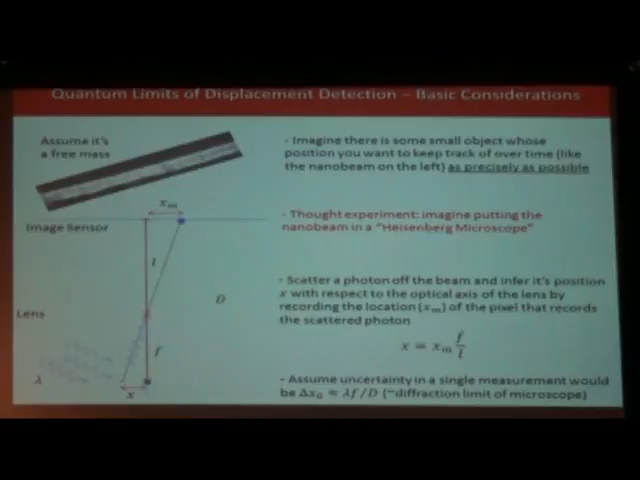 Quantum Limits of Displacement Detection – Basic Considerations
Assume it's
a free mass
- Imagine there is some small object whose
position you want to keep track of over time (like
the nanobeam on the left) as precisely as possible
x_m
Image Sensor
- Thought experiment: imagine putting the
nanobeam in a "Heisenberg Microscope"
l
D
- Scatter a photon off the beam and infer it's position
x with respect to the optical axis of the lens by
recording the location (x_m) of the pixel that records
the scattered photon
Lens
f
x = x_m f/l
λ
x
- Assume uncertainty in a single measurement would
be Δx_0 ≈ λf/D (~diffraction limit of microscope)